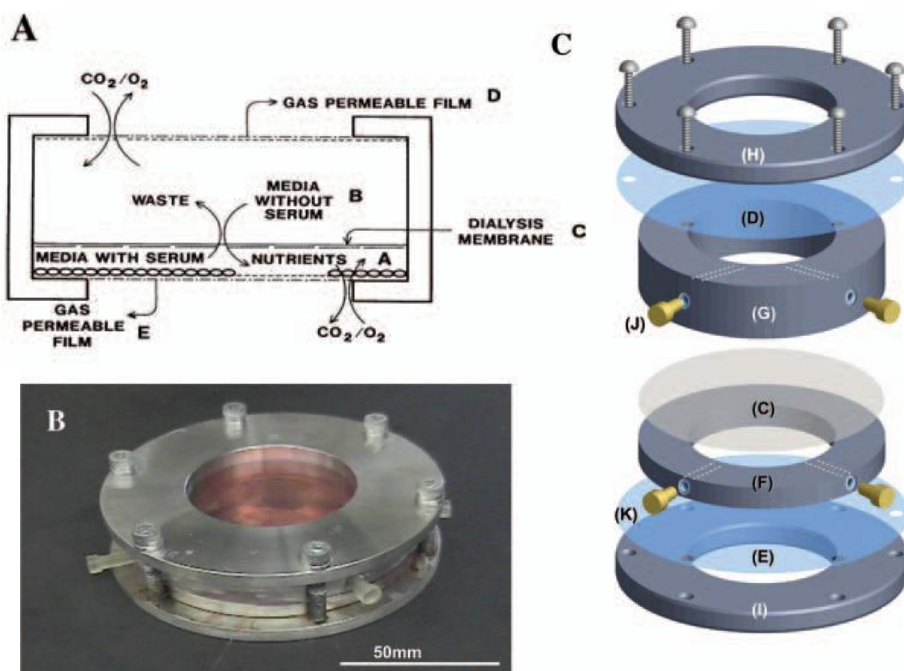 A
CO2/O2
GAS PERMEABLE FILM D
WASTE
MEDIA
WITHOUT
SERUM
B
DIALYSIS
MEMBRANE
C
MEDIA WITH SERUM
NUTRIENTS
A
GAS
PERMEABLE
FILM
E
CO2/O2
B
50mm
C
(H)
(D)
(J)
(G)
(C)
(F)
(K)
(E)
(I)